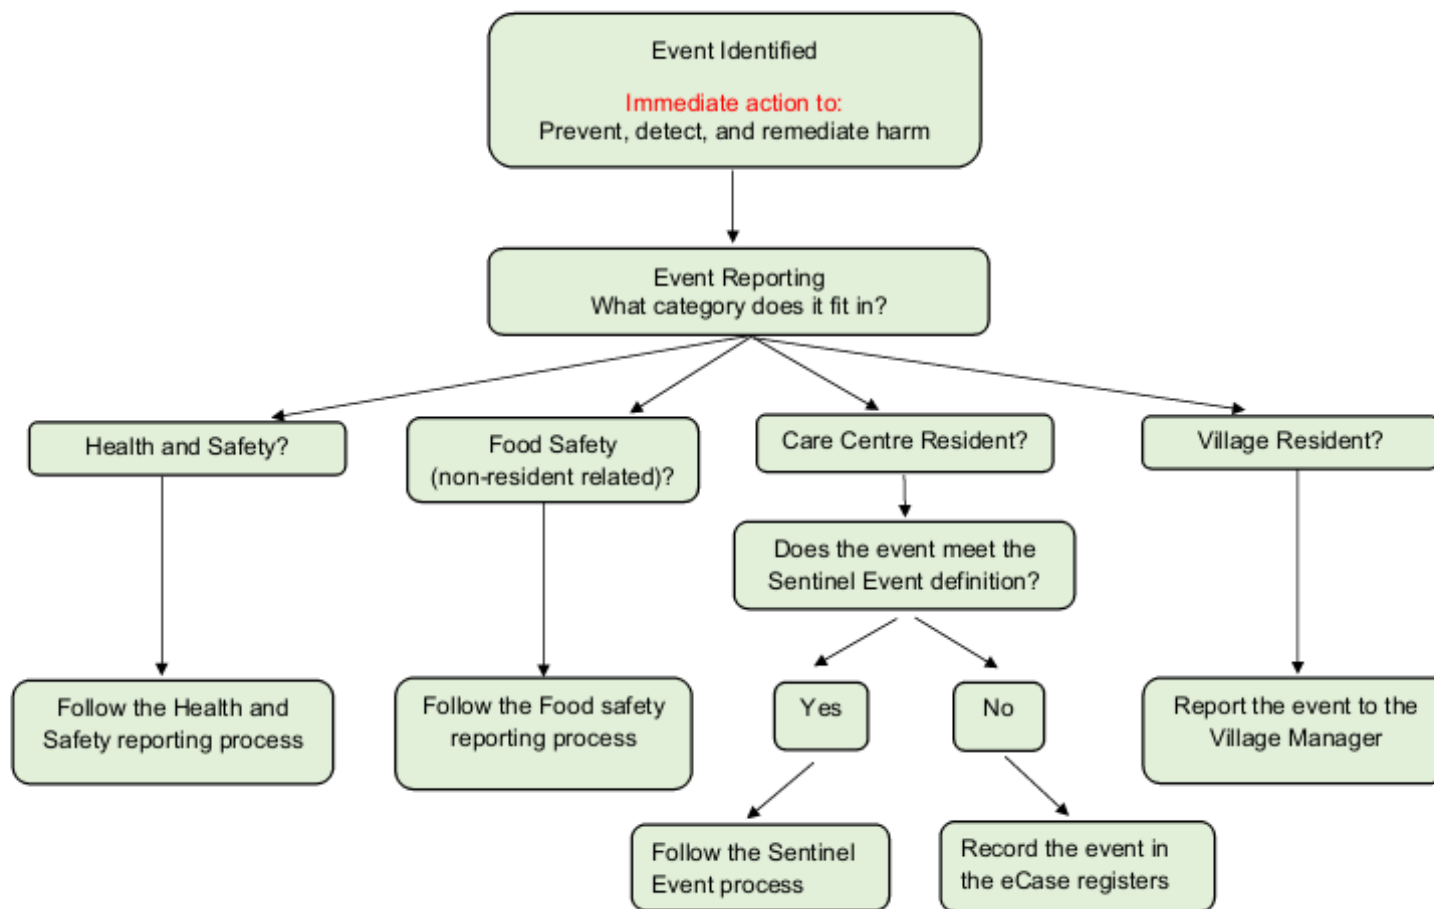 Event Identified
Immediate action to:
Prevent, detect, and remediate harm
Event Reporting
What category does it fit in?
Health and Safety?
Food Safety
(non-resident related)?
Care Centre Resident?
Village Resident?
Does the event meet the
Sentinel Event definition?
Follow the Health and
Safety reporting process
Follow the Food safety
reporting process
Yes
No
Report the event to the
Village Manager
Follow the Sentinel
Event process
Record the event in
the eCase registers